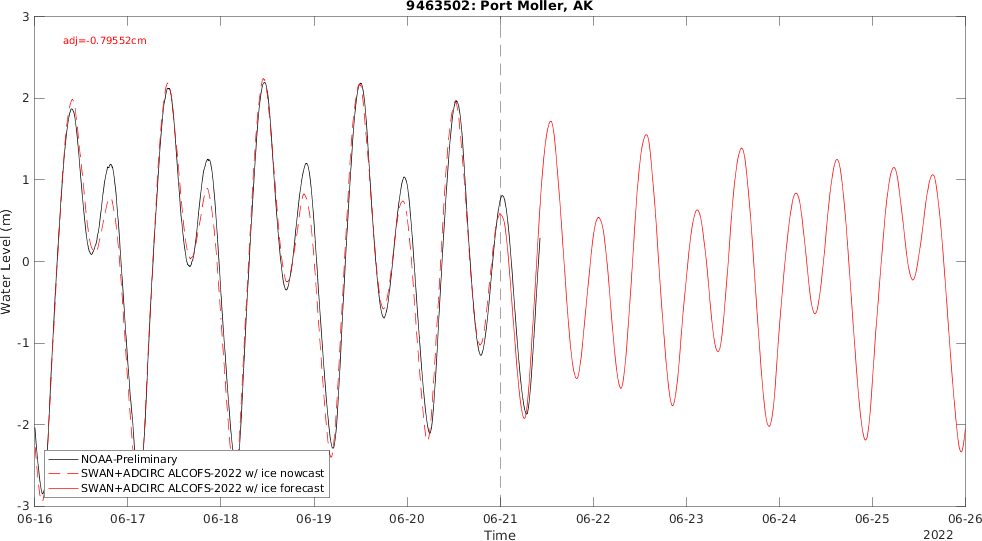 9463502: Port Moller, AK
adj=-0.79552cm
Water Level (m)
3
2
1
0
-1
-2
-3
NOAA-Preliminary
SWAN+ADCIRC ALCOFS-2022 w/ ice nowcast
SWAN+ADCIRC ALCOFS-2022 w/ ice forecast
06-16 06-17 06-18 06-19 06-20 06-21 06-22 06-23 06-24 06-25 06-26
Time
2022